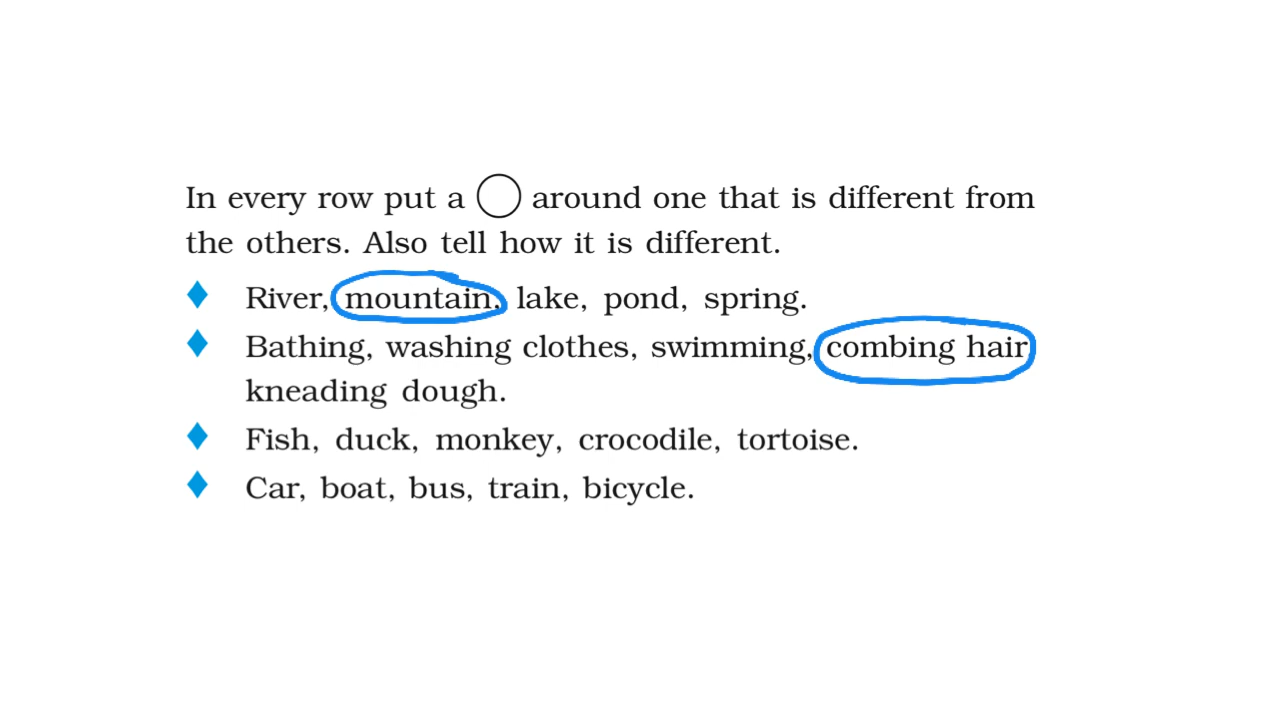 In every row put a around one that is different from
the others. Also tell how it is different.
River, mountain, lake, pond, spring.
Bathing, washing clothes, swimming, combing hair
kneading dough.
Fish, duck, monkey, crocodile, tortoise.
Car, boat, bus, train, bicycle.